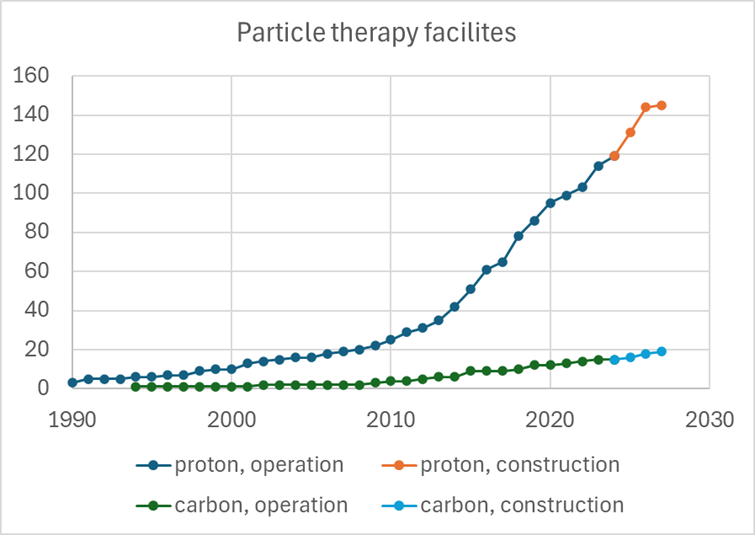 Particle therapy facilites
160
140
120
100
80
60
40
20
0
1990 2000 2010 2020 2030
proton, operation proton, construction
carbon, operation carbon, construction